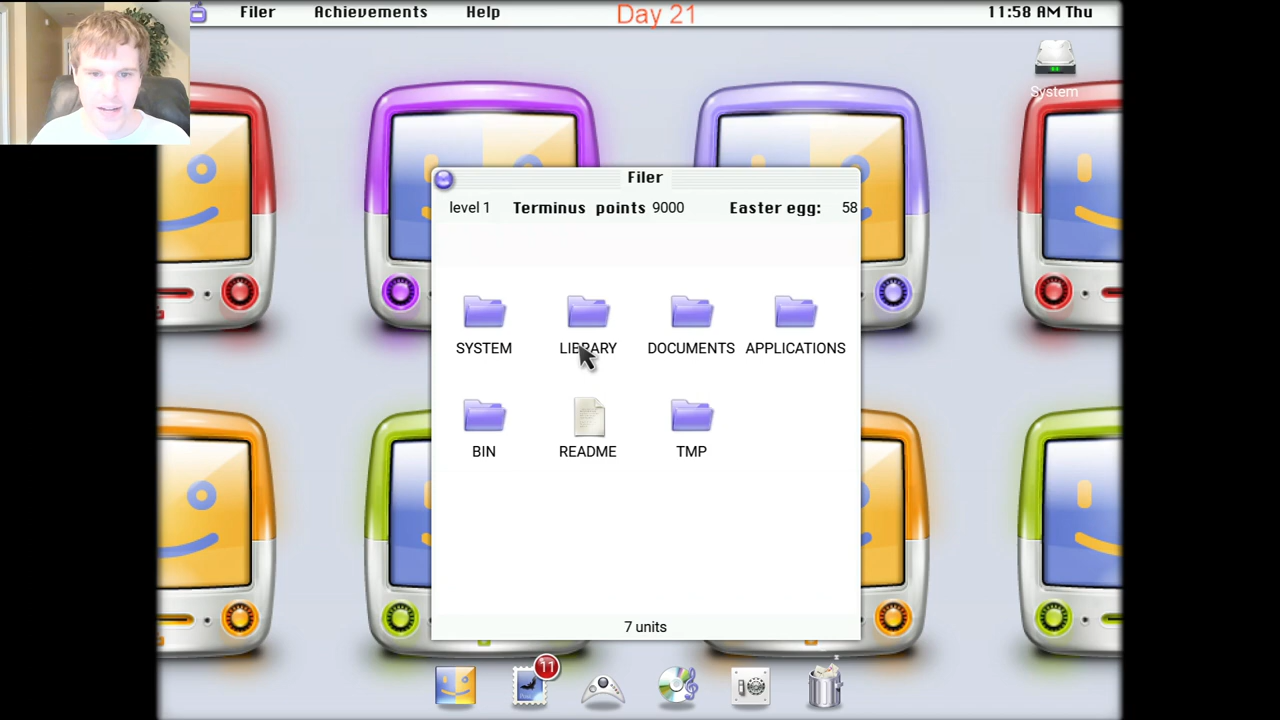 Filer Achievements Help Day 21 11:58 AM Thu
System
Filer
level 1 Terminus points 9000 Easter egg: 58
SYSTEM LIBRARY DOCUMENTS APPLICATIONS
BIN README TMP
7 units
11